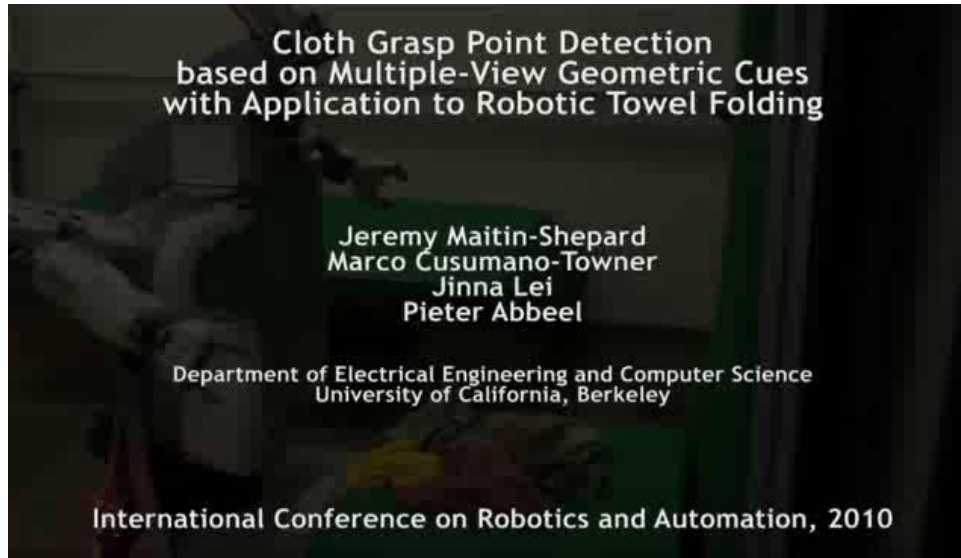 Cloth Grasp Point Detection
based on Multiple-View Geometric Cues
with Application to Robotic Towel Folding
Jeremy Maitin-Shepard
Marco Cusumano-Towner
Jinna Lei
Pieter Abbeel
Department of Electrical Engineering and Computer Science
University of California, Berkeley
International Conference on Robotics and Automation, 2010